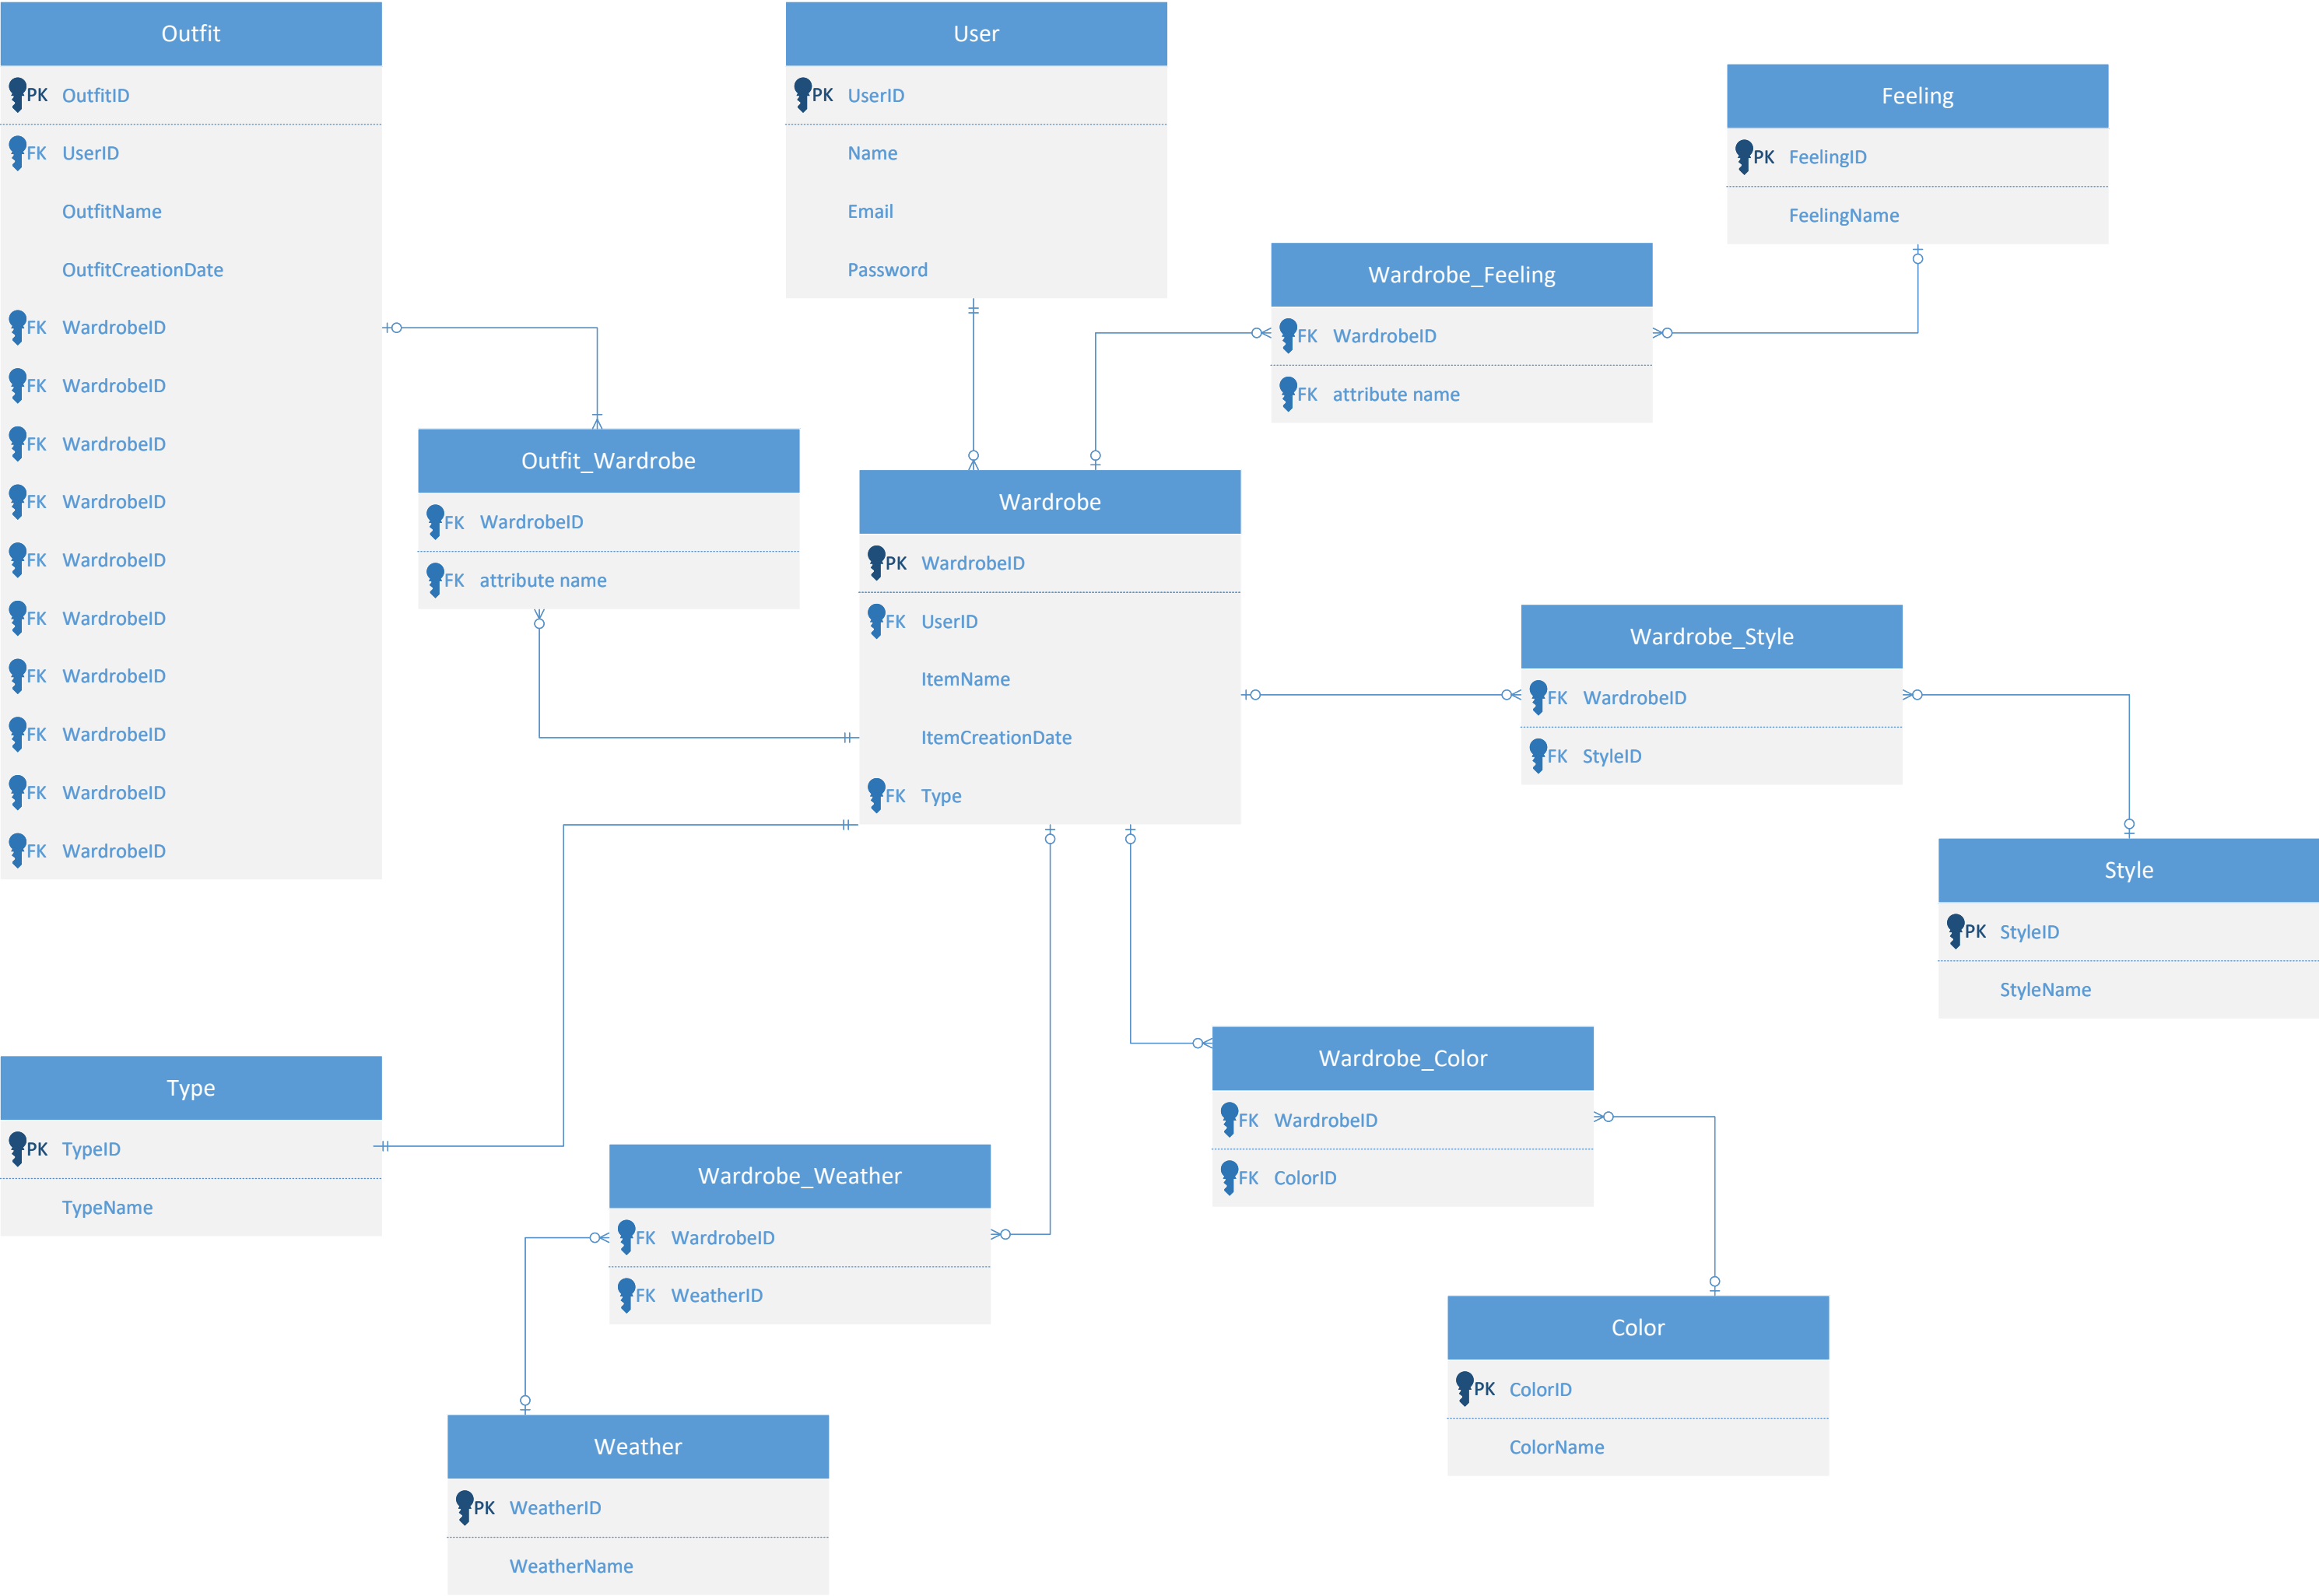 Outfit
PK OutfitID
FK UserID
OutfitName
OutfitCreationDate
FK WardrobeID
FK WardrobeID
FK WardrobeID
FK WardrobeID
FK WardrobeID
FK WardrobeID
FK WardrobeID
FK WardrobeID
FK WardrobeID
FK WardrobeID
User
PK UserID
Name
Email
Password
Feeling
PK FeelingID
FeelingName
Wardrobe_Feeling
FK WardrobeID
FK attribute name
Outfit_Wardrobe
FK WardrobeID
FK attribute name
Wardrobe
PK WardrobeID
FK UserID
ItemName
ItemCreationDate
FK Type
Wardrobe_Style
FK WardrobeID
FK StyleID
Style
PK StyleID
StyleName
Type
PK TypeID
TypeName
Wardrobe_Weather
FK WardrobeID
FK WeatherID
Wardrobe_Color
FK WardrobeID
FK ColorID
Color
PK ColorID
ColorName
Weather
PK WeatherID
WeatherName